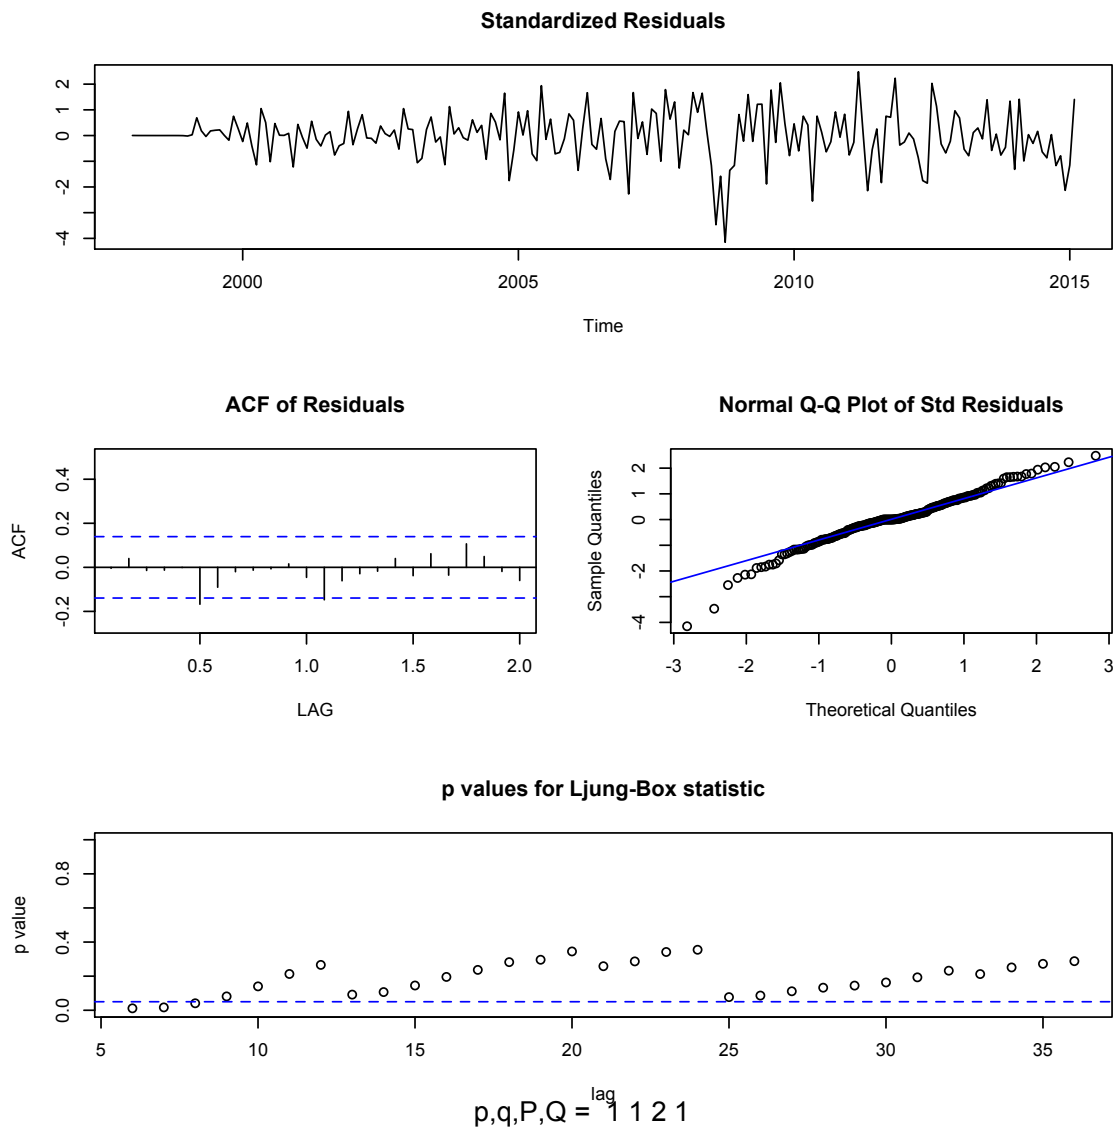 Standardized Residuals
2
1
0
-2
-4
2000 2005 2010 2015
Time
ACF of Residuals
ACF
0.4
0.2
0.0
-0.2
0.5 1.0 1.5 2.0
LAG
Normal Q-Q Plot of Std Residuals
Sample Quantiles
2
1
0
-2
-4
-3 -2 -1 0 1 2 3
Theoretical Quantiles
p values for Ljung-Box statistic
p value
0.8
0.4
0.0
5 10 15 20 25 30 35
lag
p,q,P,Q = 1 1 2 1